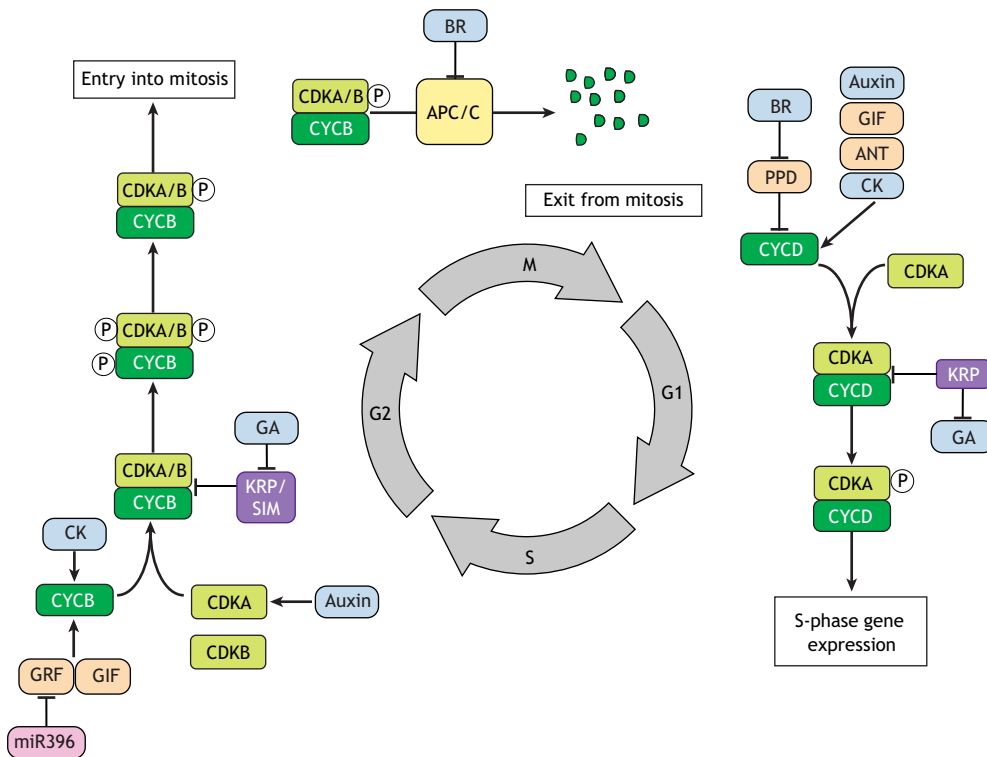 Entry into mitosis
CDKA/B
P
CYCB
CDKA/B
P
P
P
CYCB
CDKA/B
CYCB
GA
KRP/
SIM
CK
CYCB
CDKA
Auxin
CDKB
GRF
GIF
miR396
BR
CDKA/B
P
CYCB
APC/C
Exit from mitosis
M
G1
S
G2
BR
PPD
Auxin
GIF
ANT
CK
CYCD
CDKA
CDKA
CYCD
KRP
GA
CDKA
P
CYCD
S-phase gene
expression